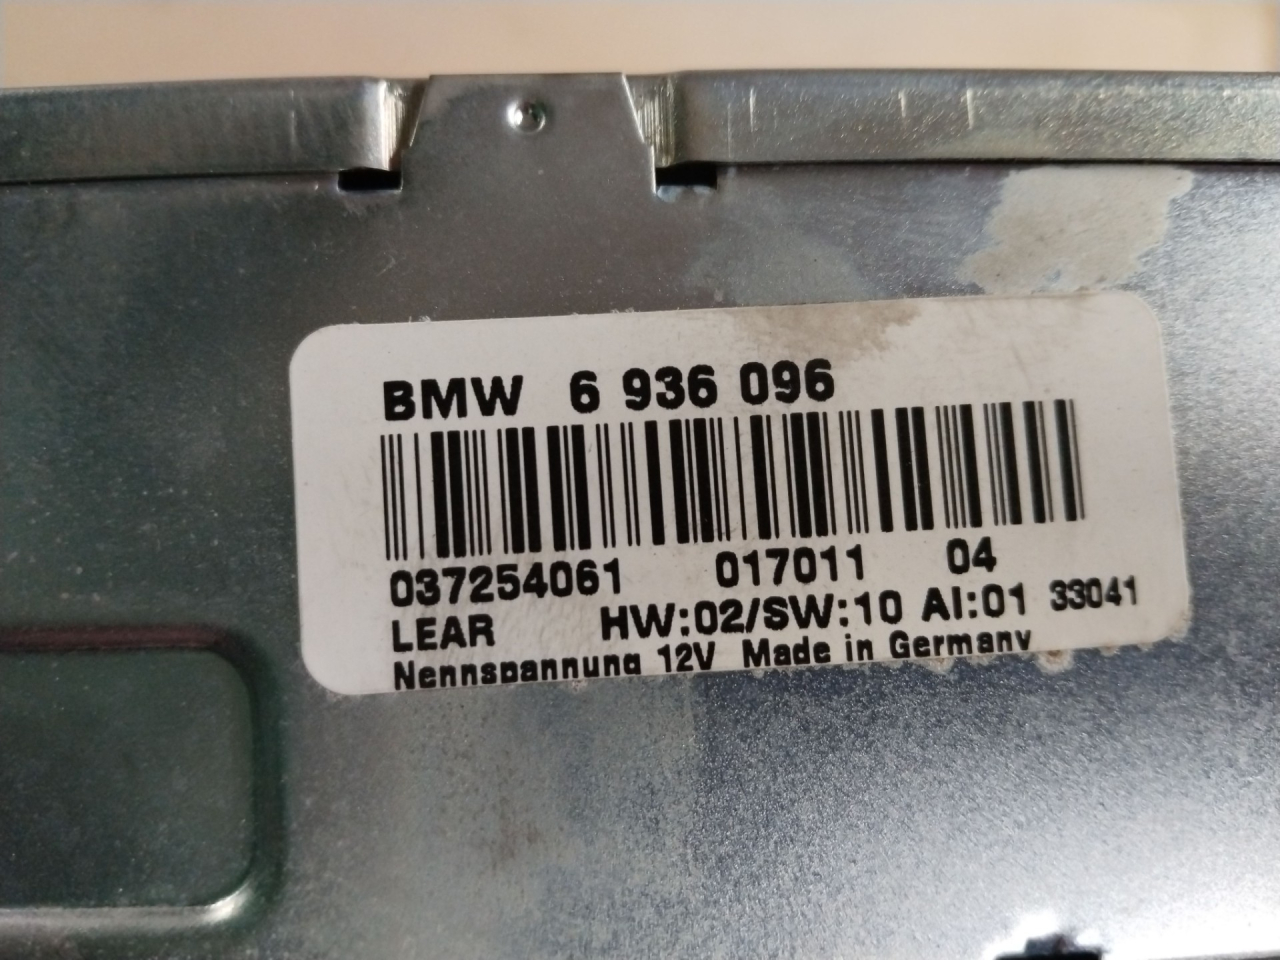 BMW 6 936 096
037254061 017011 04
LEAR HW:02/SW:10 AI:01 33041
Nennspannung 12V Made in Germany